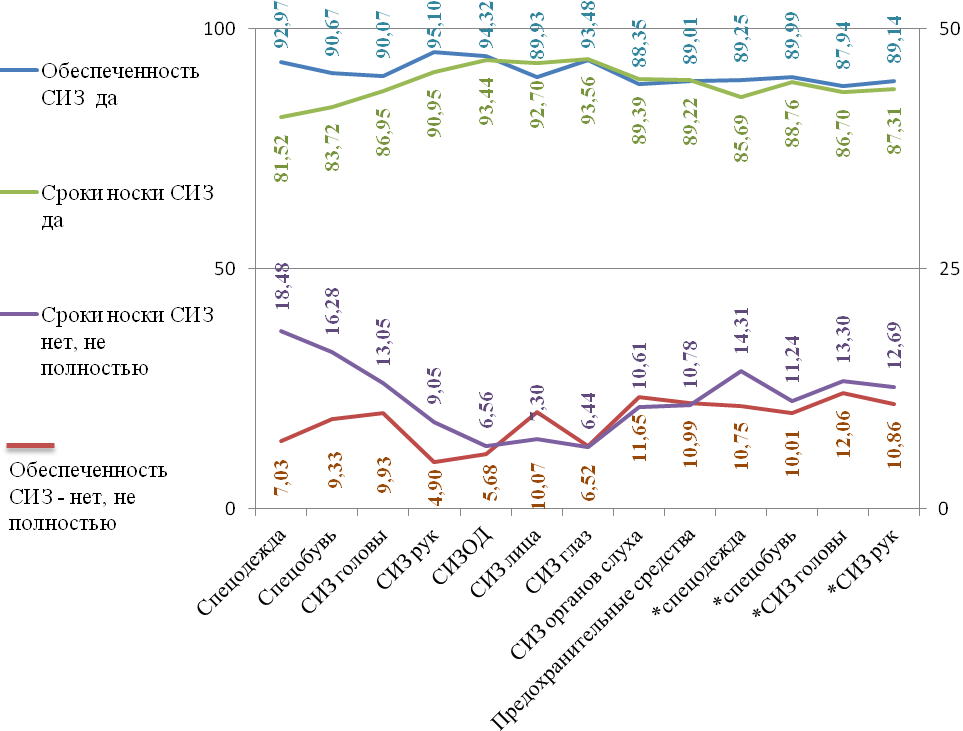 100
50
92,97
90,67
90,07
95,10
94,32
89,93
93,48
88,35
89,01
89,25
89,99
87,94
89,14
Обеспеченность
СИЗ да
81,52
83,72
86,95
90,95
93,44
92,70
93,56
89,39
89,22
85,69
88,76
86,70
87,31
Сроки носки СИЗ
да
50
25
18,48
16,28
13,05
9,05
6,56
7,30
6,44
10,61
10,78
14,31
11,24
13,30
12,69
Сроки носки СИЗ
нет, не
полностью
7,03
9,33
9,93
4,90
5,68
10,07
6,52
11,65
10,99
10,75
10,01
12,06
10,86
Обеспеченность
СИЗ - нет, не
полностью
0
0
Спецодежда
Спецобувь
СИЗ головы
СИЗ рук
СИЗОД
СИЗ лица
СИЗ глаз
СИЗ органов слуха
Предохранительные средства
*спецодежда
*спецобувь
*СИЗ головы
*СИЗ рук